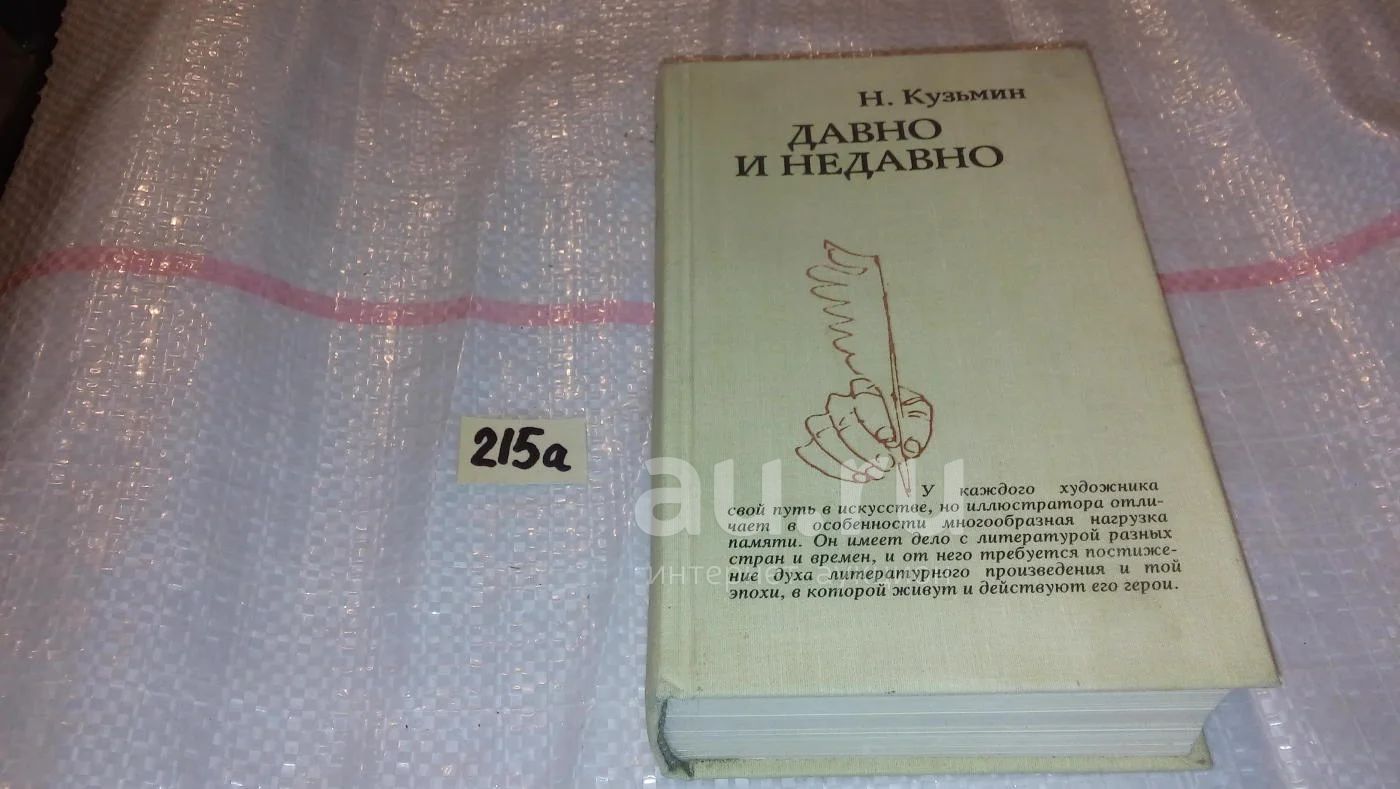 Н. Кузьмин
ДАВНО
И НЕДАВНО
215а
au.ru
интернет-аукцион
У каждого художника
свой путь в искусстве, но иллюстратора отли-
чает в особенности многообразная нагрузка
памяти. Он имеет дело с литературой разных
стран и времен, и от него требуется постиже-
ние духа литературного произведения и той
эпохи, в которой живут и действуют его герои.